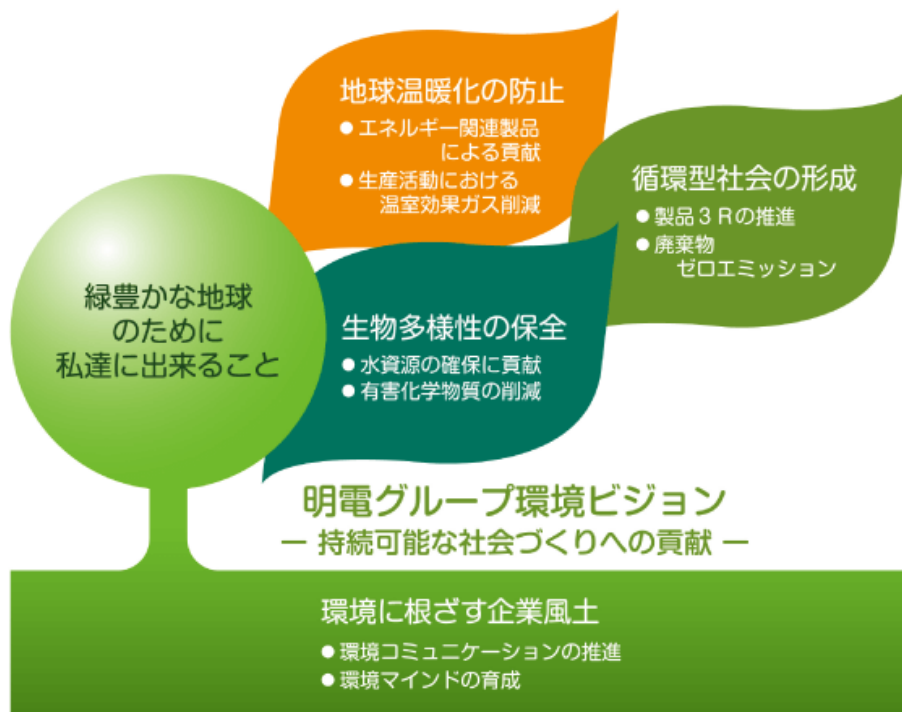 地球温暖化の防止
● エネルギー関連製品
による貢献
● 生産活動における
温室効果ガス削減
循環型社会の形成
● 製品3Rの推進
● 廃棄物
ゼロエミッション
緑豊かな地球
のために
私達に出来ること
生物多様性の保全
● 水資源の確保に貢献
● 有害化学物質の削減
明電グループ環境ビジョン
― 持続可能な社会づくりへの貢献 ―
環境に根ざす企業風土
● 環境コミュニケーションの推進
● 環境マインドの育成